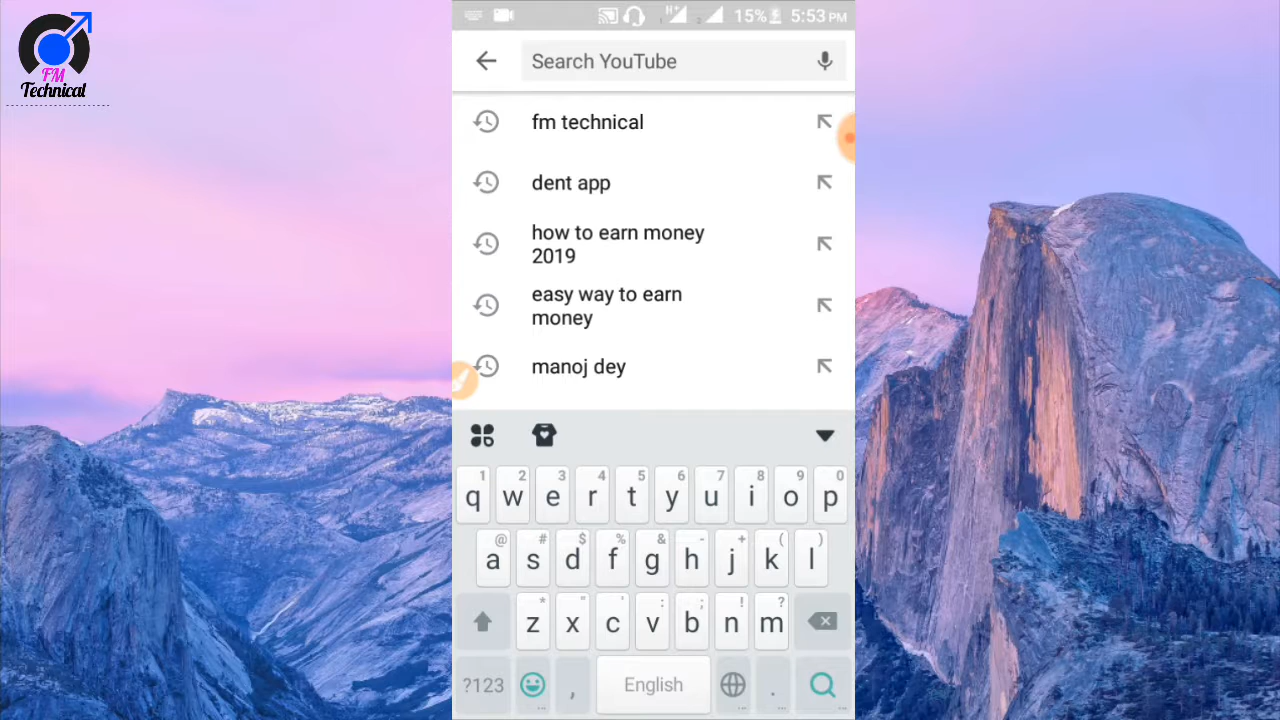 FM
Technical
15% 5:53 PM
Search YouTube
fm technical
dent app
how to earn money
2019
easy way to earn
money
manoj dey
1 2 3 4 5 6 7 8 9 0
q w e r t y u i o p
@ # $ % & - + ( )
a s d f g h j k l
* " ' : ; ! ?
z x c v b n m
?123 , English .